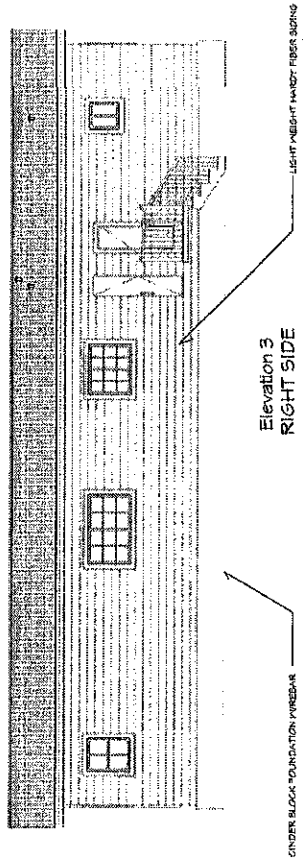 Elevation 3
RIGHT SIDE
LIGHT WEIGHT HARDY FIBER SIDING
CINDER BLOCK FOUNDATION W/REBAR